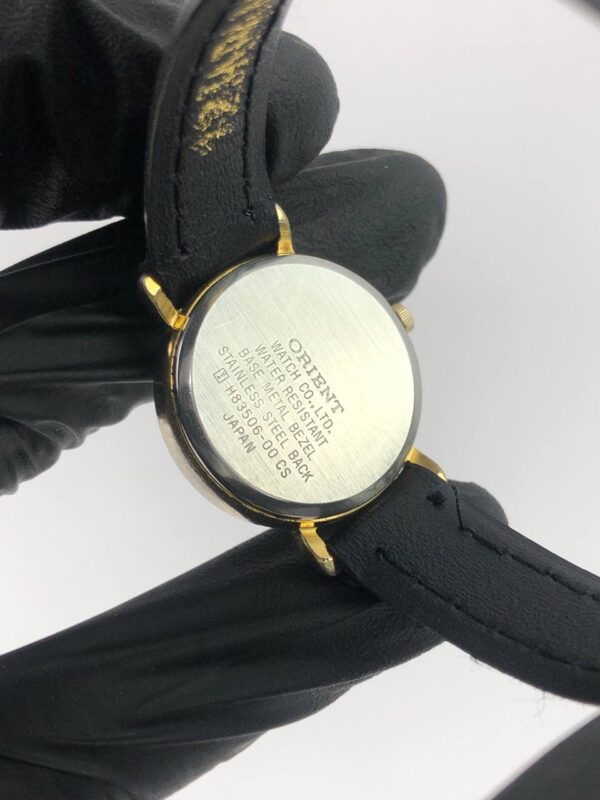 ORIENT
WATCH CO.,LTD.
WATER RESISTANT
BASE METAL BEZEL
STAINLESS STEEL BACK
H83506-00 CS
JAPAN